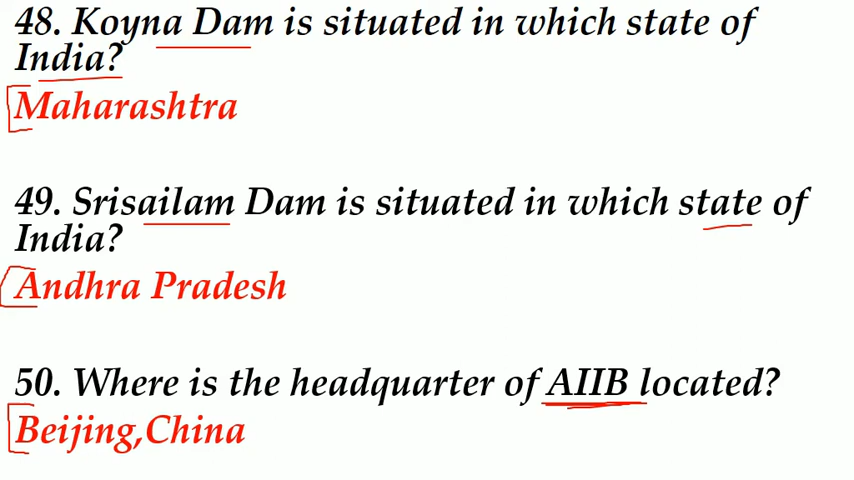 48. Koyna Dam is situated in which state of
India?
Maharashtra
49. Srisailam Dam is situated in which state of
India?
Andhra Pradesh
50. Where is the headquarter of AIIB located?
Beijing,China